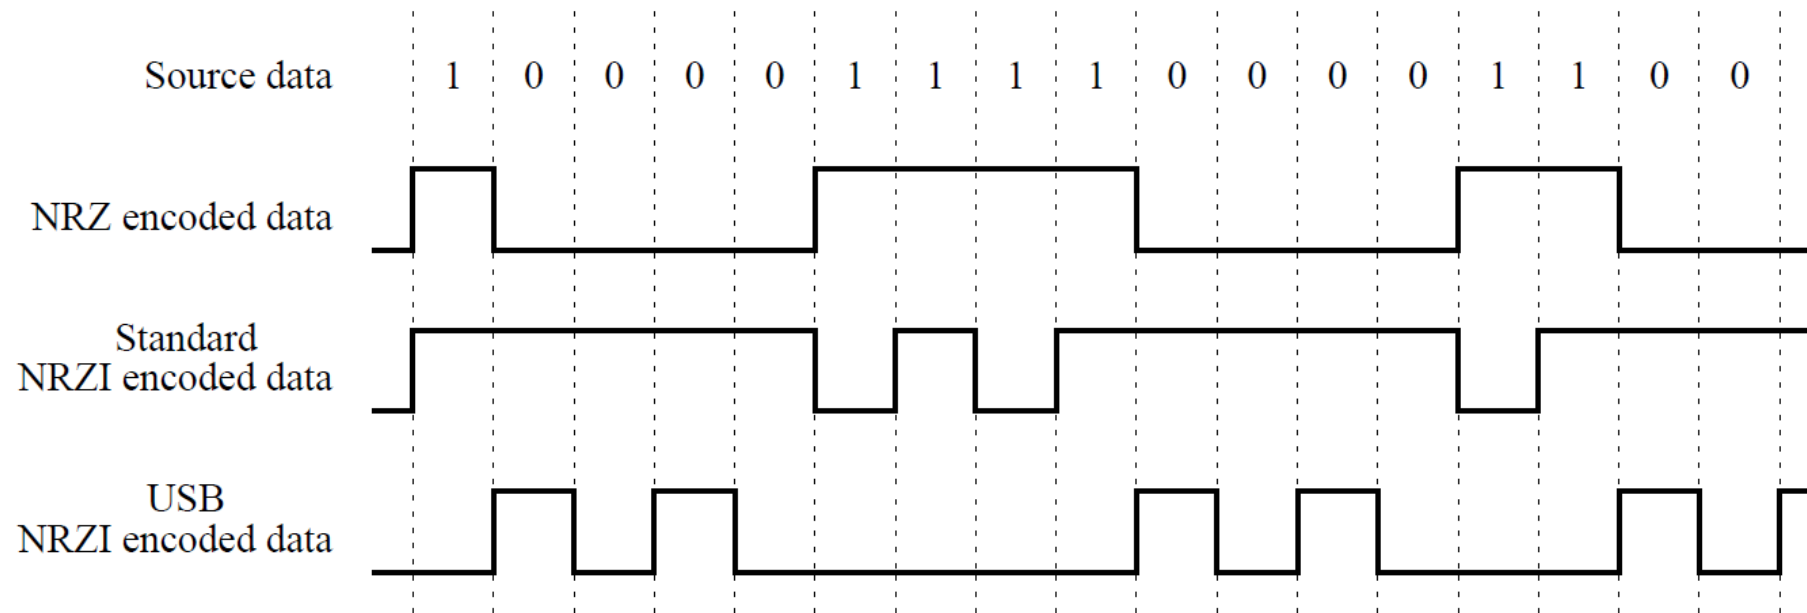 Source data 1 0 0 0 0 1 1 1 1 0 0 0 0 1 1 0 0
NRZ encoded data
Standard
NRZI encoded data
USB
NRZI encoded data